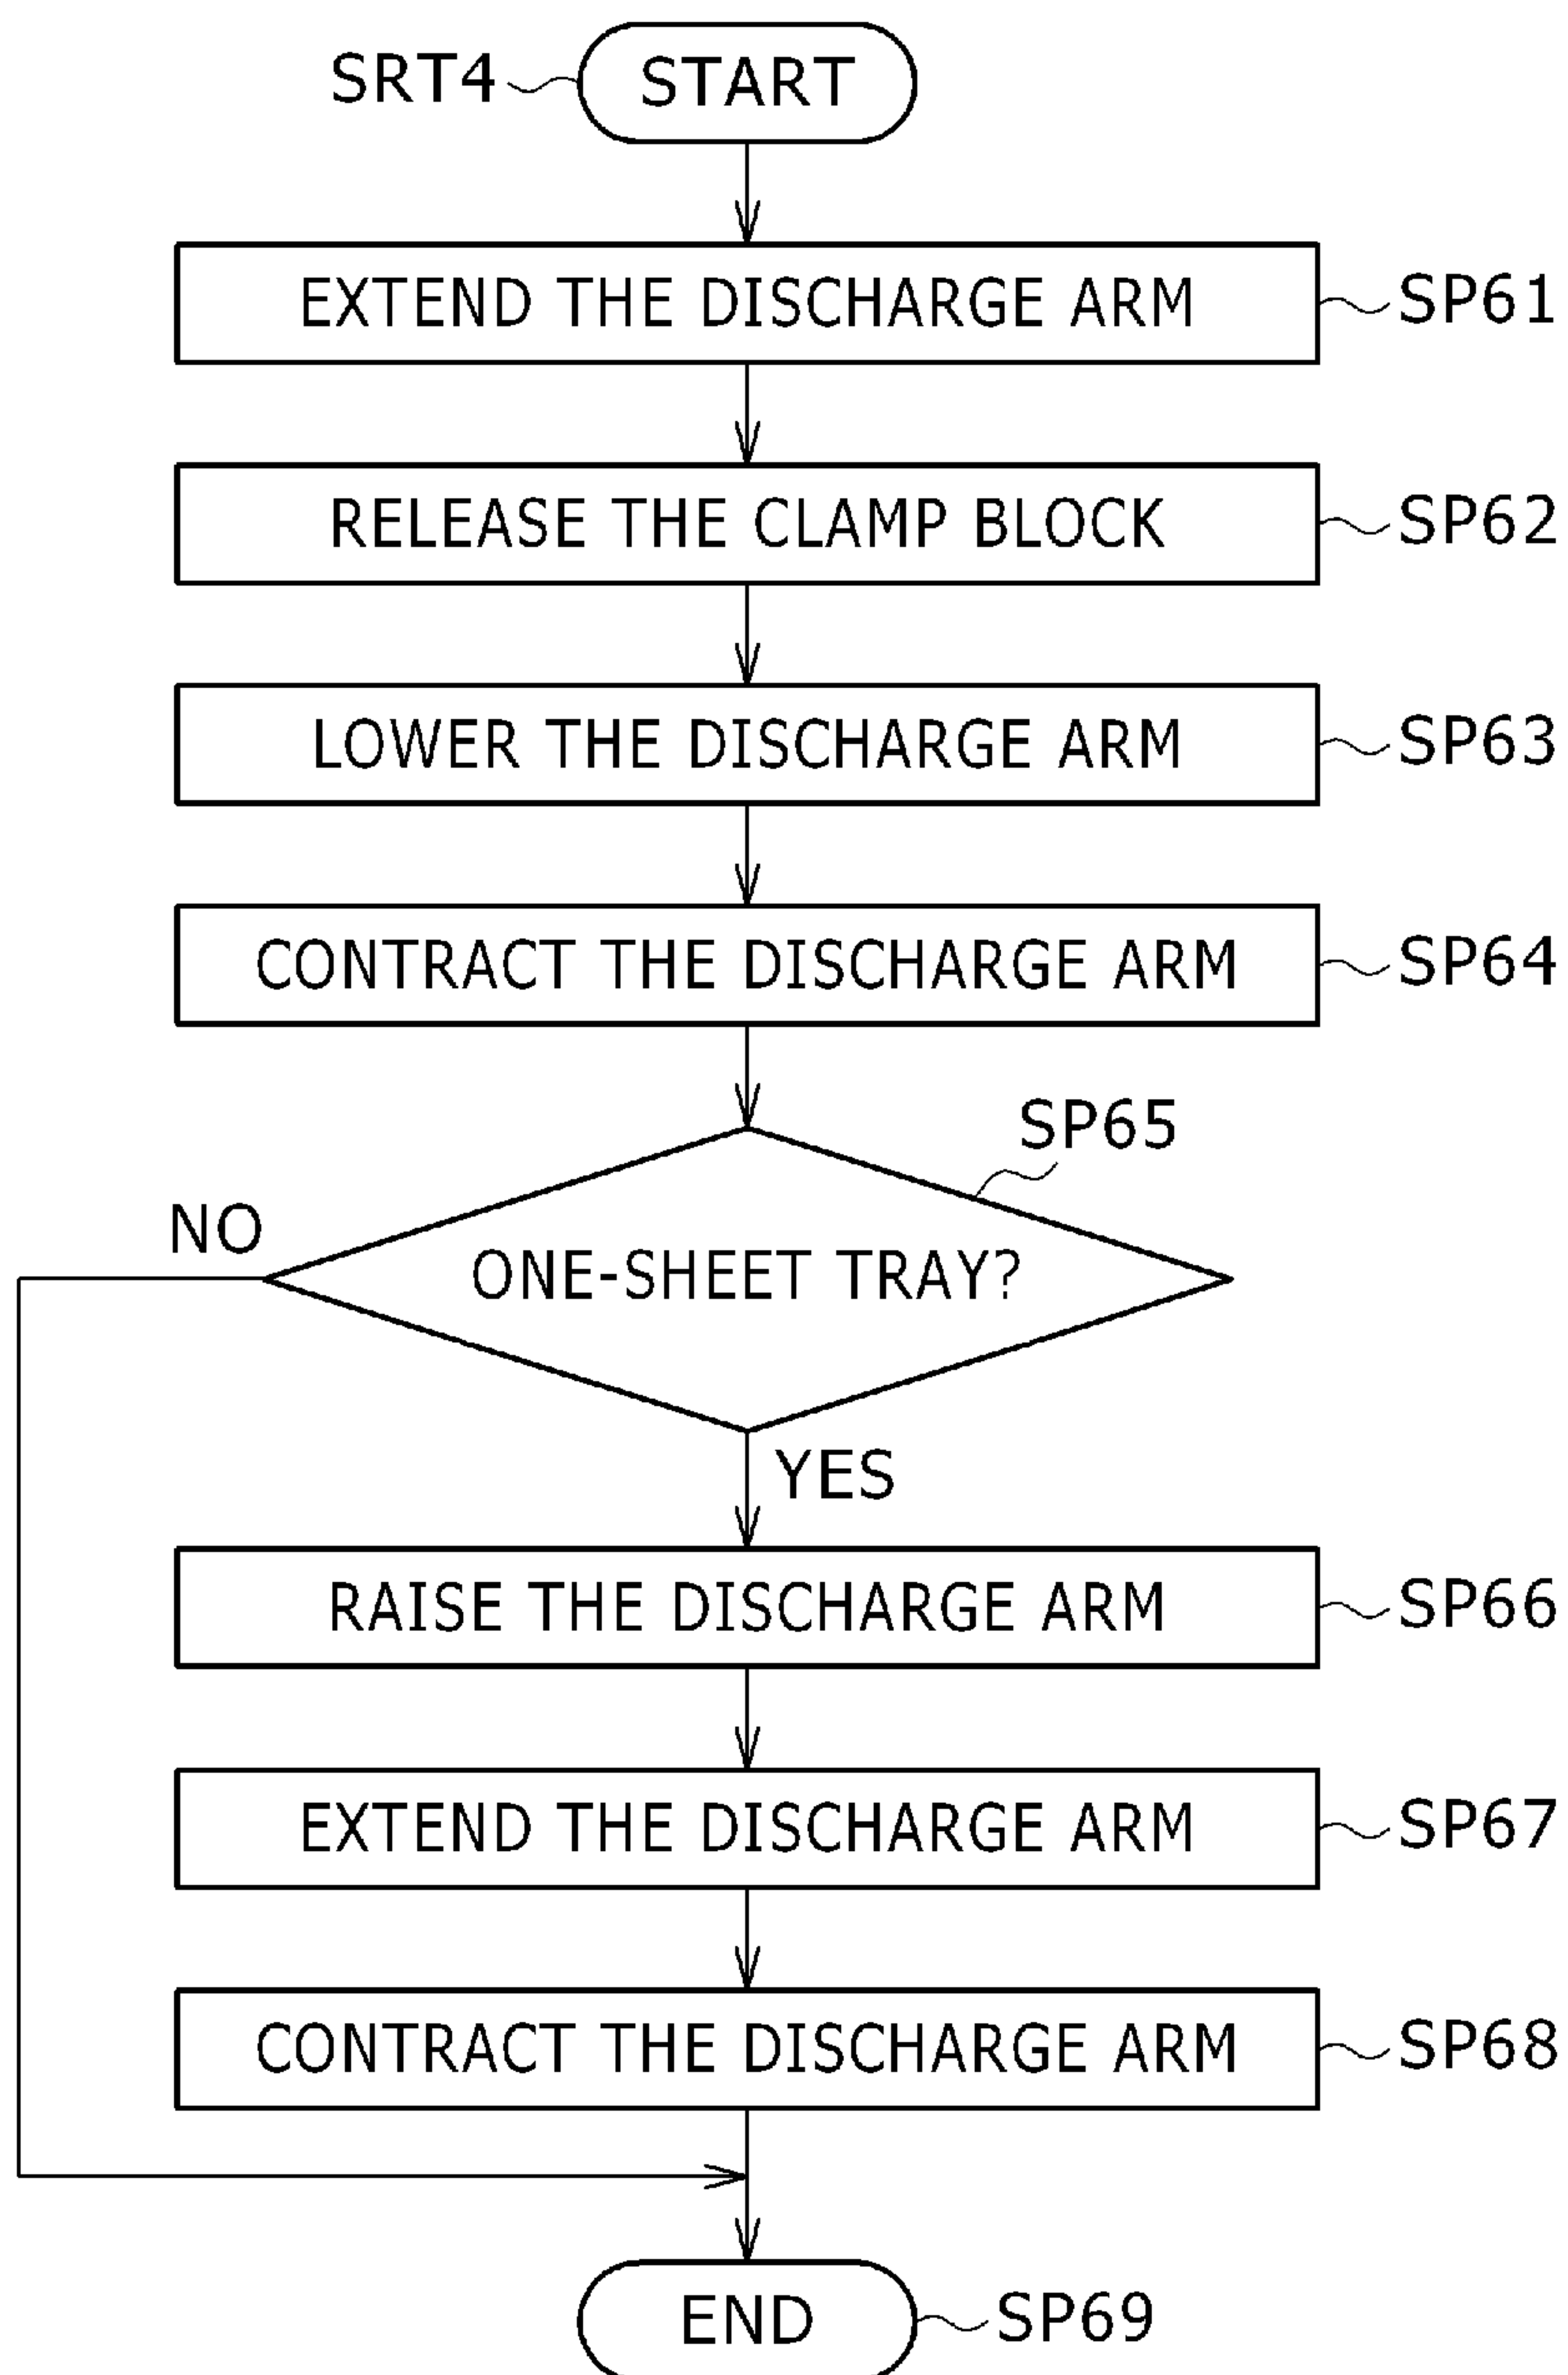 SRT4 START
EXTEND THE DISCHARGE ARM SP61
RELEASE THE CLAMP BLOCK SP62
LOWER THE DISCHARGE ARM SP63
CONTRACT THE DISCHARGE ARM SP64
SP65
NO
ONE-SHEET TRAY?
YES
RAISE THE DISCHARGE ARM SP66
EXTEND THE DISCHARGE ARM SP67
CONTRACT THE DISCHARGE ARM SP68
END SP69